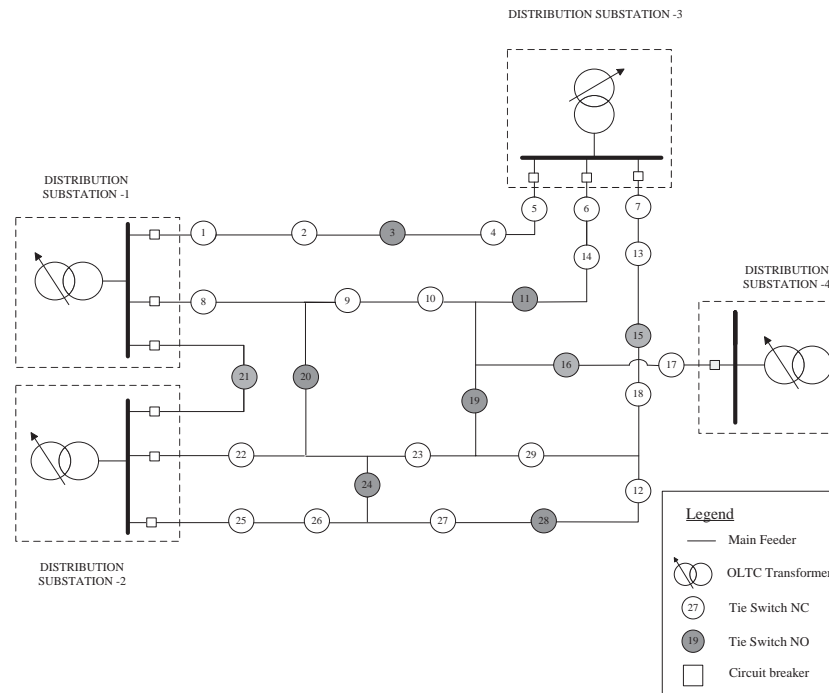 DISTRIBUTION SUBSTATION -3
DISTRIBUTION
SUBSTATION -1
5
6
7
1
2
3
4
14
13
DISTRIBUTION
SUBSTATION -4
8
9
10
11
15
21
20
16
17
19
18
22
23
29
24
12
25
26
27
28
DISTRIBUTION
SUBSTATION -2
Legend
Main Feeder
OLTC Transformer
27
Tie Switch NC
19
Tie Switch NO
Circuit breaker